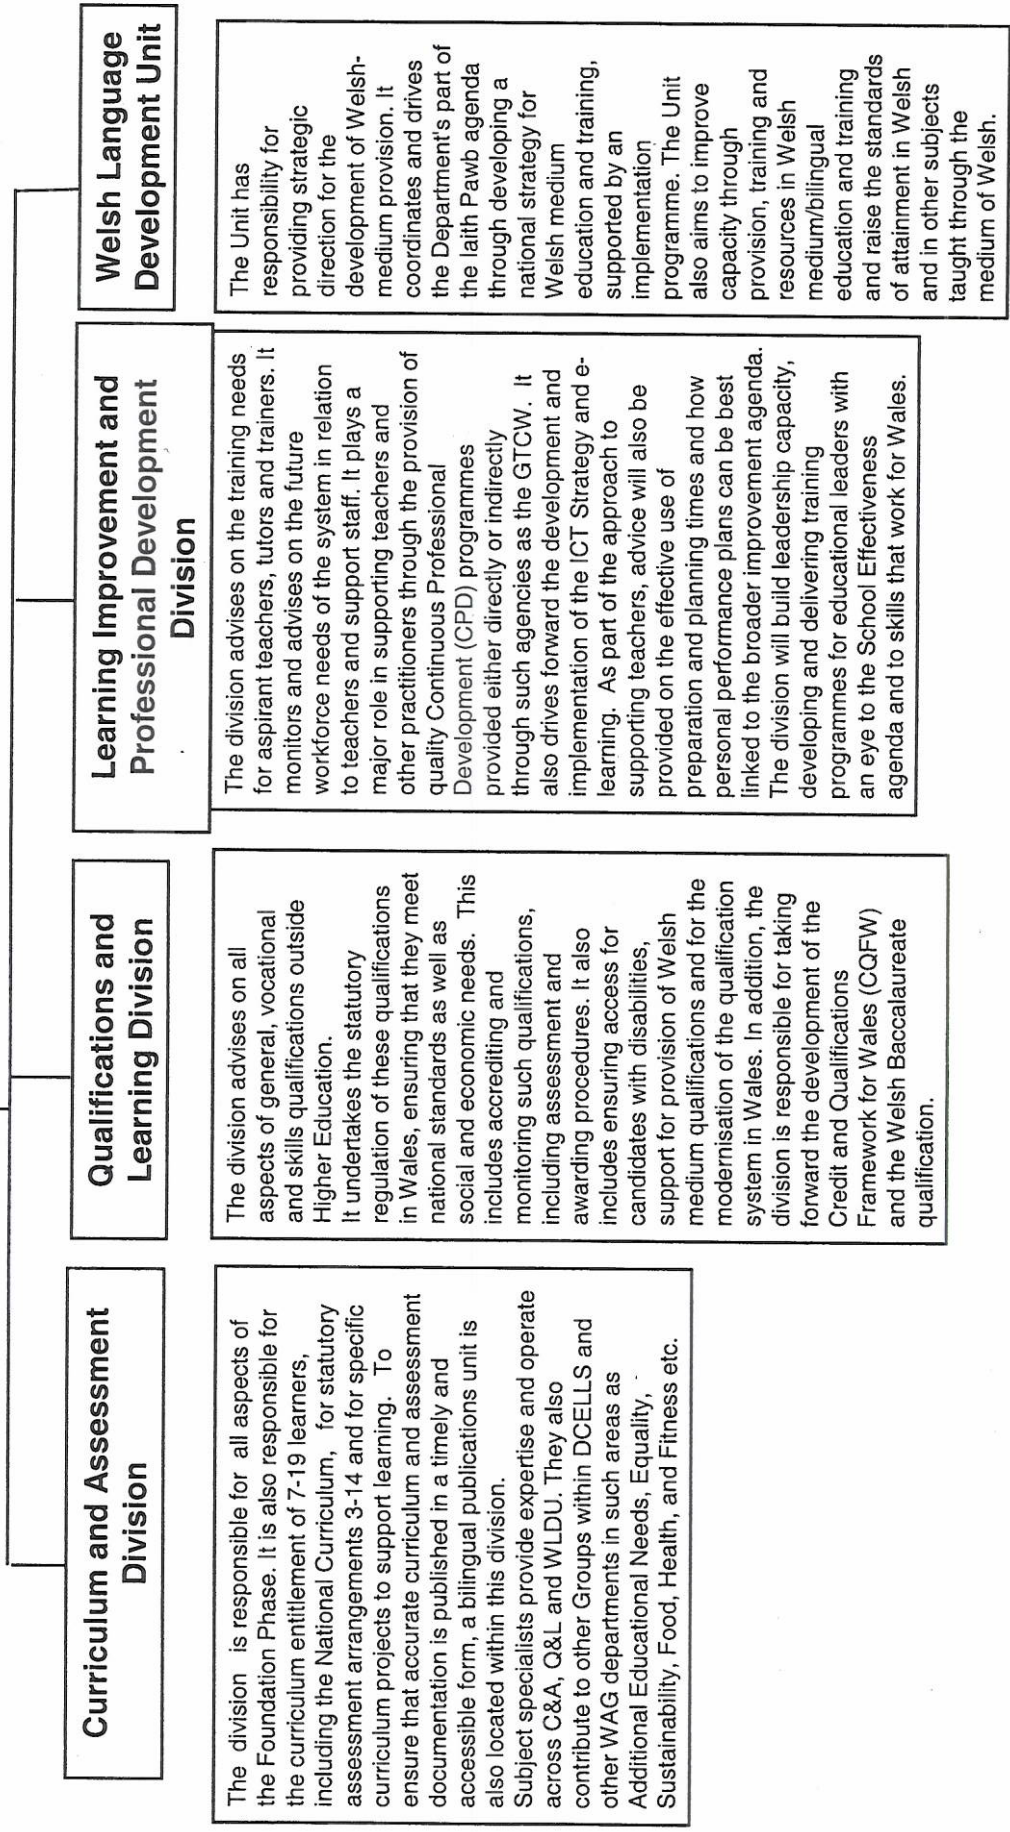 Curriculum and Assessment
Division
The division is responsible for all aspects of
the Foundation Phase. It is also responsible for
the curriculum entitlement of 7-19 learners,
including the National Curriculum, for statutory
assessment arrangements 3-14 and for specific
curriculum projects to support learning. To
ensure that accurate curriculum and assessment
documentation is published in a timely and
accessible form, a bilingual publications unit is
also located within this division.
Subject specialists provide expertise and operate
across C&A, Q&L and WLDU. They also
contribute to other Groups within DCELLS and
other WAG departments in such areas as
Additional Educational Needs, Equality,
Sustainability, Food, Health, and Fitness etc.
Qualifications and
Learning Division
The division advises on all
aspects of general, vocational
and skills qualifications outside
Higher Education.
It undertakes the statutory
regulation of these qualifications
in Wales, ensuring that they meet
national standards as well as
social and economic needs. This
includes accrediting and
monitoring such qualifications,
including assessment and
awarding procedures. It also
includes ensuring access for
candidates with disabilities,
support for provision of Welsh
medium qualifications and for the
modernisation of the qualification
system in Wales. In addition, the
division is responsible for taking
forward the development of the
Credit and Qualifications
Framework for Wales (CQFW)
and the Welsh Baccalaureate
qualification.
Learning Improvement and
Professional Development
Division
The division advises on the training needs
for aspirant teachers, tutors and trainers. It
monitors and advises on the future
workforce needs of the system in relation
to teachers and support staff. It plays a
major role in supporting teachers and
other practitioners through the provision of
quality Continuous Professional
Development (CPD) programmes
provided either directly or indirectly
through such agencies as the GTCW. It
also drives forward the development and
implementation of the ICT Strategy and e-
learning. As part of the approach to
supporting teachers, advice will also be
provided on the effective use of
preparation and planning times and how
personal performance plans can be best
linked to the broader improvement agenda.
The division will build leadership capacity,
developing and delivering training
programmes for educational leaders with
an eye to the School Effectiveness
agenda and to skills that work for Wales.
Welsh Language
Development Unit
The Unit has
responsibility for
providing strategic
direction for the
development of Welsh-
medium provision. It
coordinates and drives
the Department's part of
the Iaith Pawb agenda
through developing a
national strategy for
Welsh medium
education and training,
supported by an
implementation
programme. The Unit
also aims to improve
capacity through
provision, training and
resources in Welsh
medium/bilingual
education and training
and raise the standards
of attainment in Welsh
and in other subjects
taught through the
medium of Welsh.